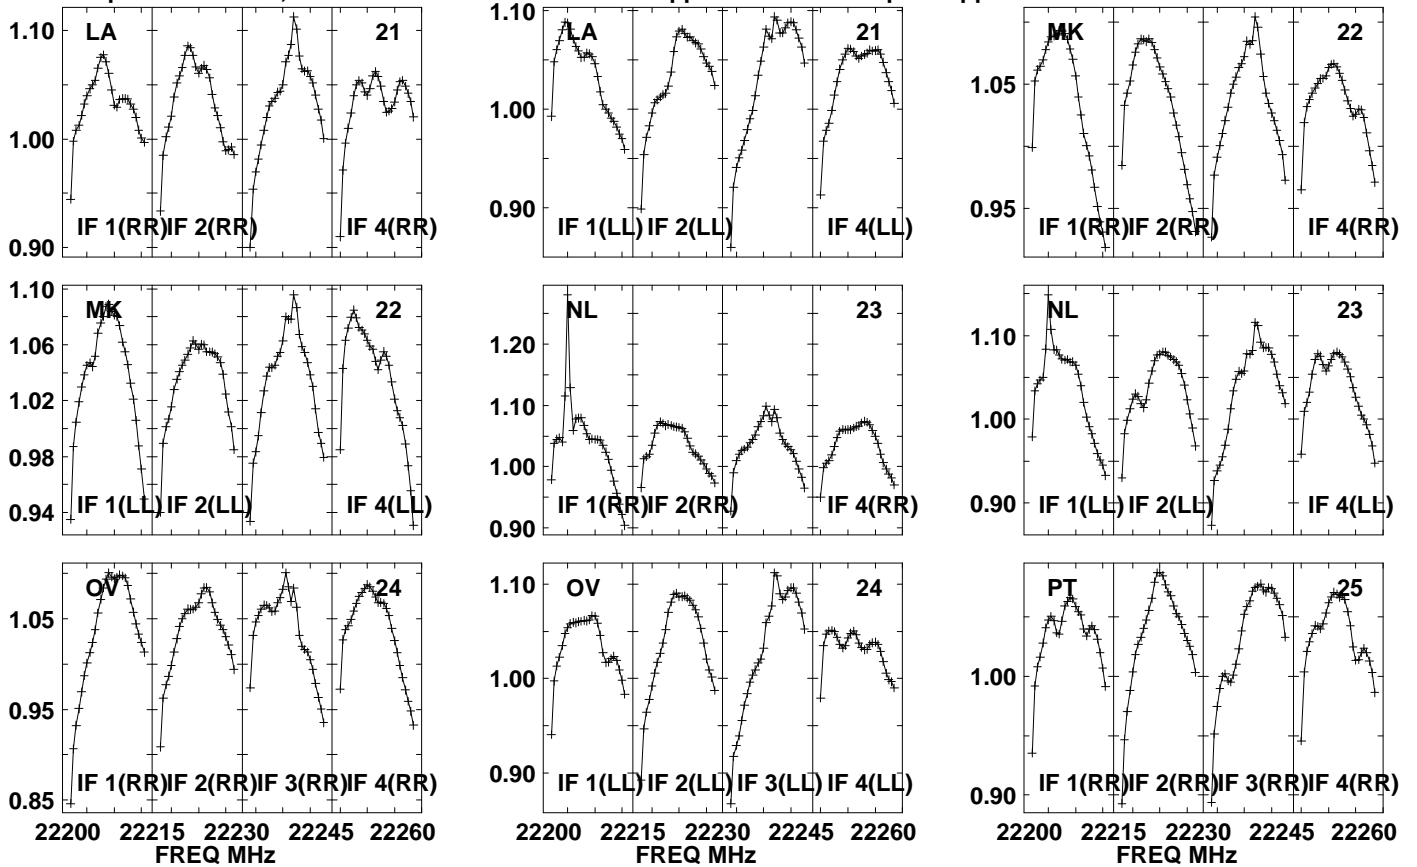 LA 21
1.10
1.00
0.90
IF 1(RR) IF 2(RR) IF 4(RR)
LA 21
1.10
1.00
0.90
IF 1(LL) IF 2(LL) IF 4(LL)
MK 22
1.05
0.95
IF 1(RR) IF 2(RR) IF 4(RR)
MK 22
1.10
1.06
1.02
0.98
0.94
IF 1(LL) IF 2(LL) IF 4(LL)
NL 23
1.20
1.10
1.00
0.90
IF 1(RR) IF 2(RR) IF 4(RR)
NL 23
1.10
1.00
0.90
IF 1(LL) IF 2(LL) IF 4(LL)
OV 24
1.05
0.95
0.85
IF 1(RR) IF 2(RR) IF 3(RR) IF 4(RR)
22200 22215 22230 22245 22260
FREQ MHz
OV 24
1.10
1.00
0.90
IF 1(LL) IF 2(LL) IF 3(LL) IF 4(LL)
22200 22215 22230 22245 22260
FREQ MHz
PT 25
1.00
0.90
IF 1(RR) IF 2(RR) IF 3(RR) IF 4(RR)
22200 22215 22230 22245 22260
FREQ MHz